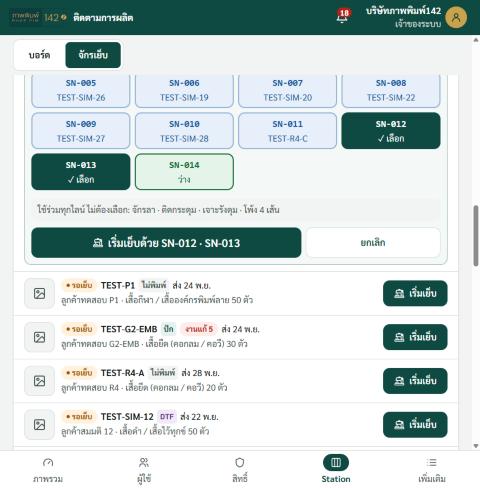 ภาพพิมพ์ 142 ติดตามการผลิต
18
บริษัทภาพพิมพ์142
เจ้าของระบบ
บอร์ด
จักรเย็บ
SN-005
TEST-SIM-26
SN-006
TEST-SIM-19
SN-007
TEST-SIM-20
SN-008
TEST-SIM-22
SN-009
TEST-SIM-27
SN-010
TEST-SIM-28
SN-011
TEST-R4-C
SN-012
✓ เลือก
SN-013
✓ เลือก
SN-014
ว่าง
ใช้ร่วมทุกไลน์ ไม่ต้องเลือก: จักรลา · ติดกระดุม · เจาะรังดุม · โพ้ง 4 เส้น
เริ่มเย็บด้วย SN-012 · SN-013
ยกเลิก
รอเย็บ TEST-P1 ไม่พิมพ์ ส่ง 24 พ.ย.
ลูกค้าทดสอบ P1 · เสื้อกีฬา / เสื้อองค์กรพิมพ์ลาย 50 ตัว
เริ่มเย็บ
รอเย็บ TEST-G2-EMB ปัก งานแก้ 5 ส่ง 24 พ.ย.
ลูกค้าทดสอบ G2-EMB · เสื้อยืด (คอกลม / คอวี) 30 ตัว
เริ่มเย็บ
รอเย็บ TEST-R4-A ไม่พิมพ์ ส่ง 28 พ.ย.
ลูกค้าทดสอบ R4 · เสื้อยืด (คอกลม / คอวี) 20 ตัว
เริ่มเย็บ
รอเย็บ TEST-SIM-12 DTF ส่ง 22 พ.ย.
ลูกค้าสมมติ 12 · เสื้อดำ / เสื้อไว้ทุกข์ 50 ตัว
เริ่มเย็บ
ภาพรวม
ผู้ใช้
สิทธิ์
Station
เพิ่มเติม